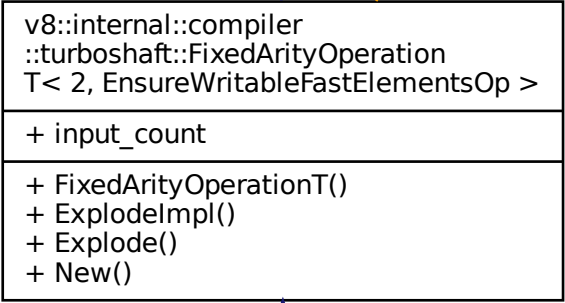 v8::internal::compiler
::turboshaft::FixedArityOperation
T< 2, EnsureWritableFastElementsOp >
+ input_count
+ FixedArityOperationT()
+ ExplodeImpl()
+ Explode()
+ New()